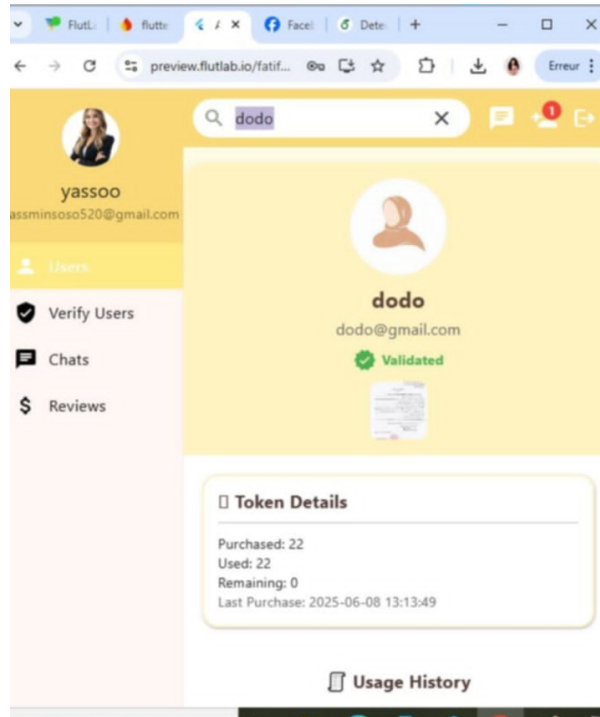 FlutL
flutte
Face
Dete
preview.flutlab.io/fatif...
Erreur
dodo
1
yassoo
assminsoso520@gmail.com
Users
Verify Users
Chats
Reviews
dodo
dodo@gmail.com
Validated
Token Details
Purchased: 22
Used: 22
Remaining: 0
Last Purchase: 2025-06-08 13:13:49
Usage History